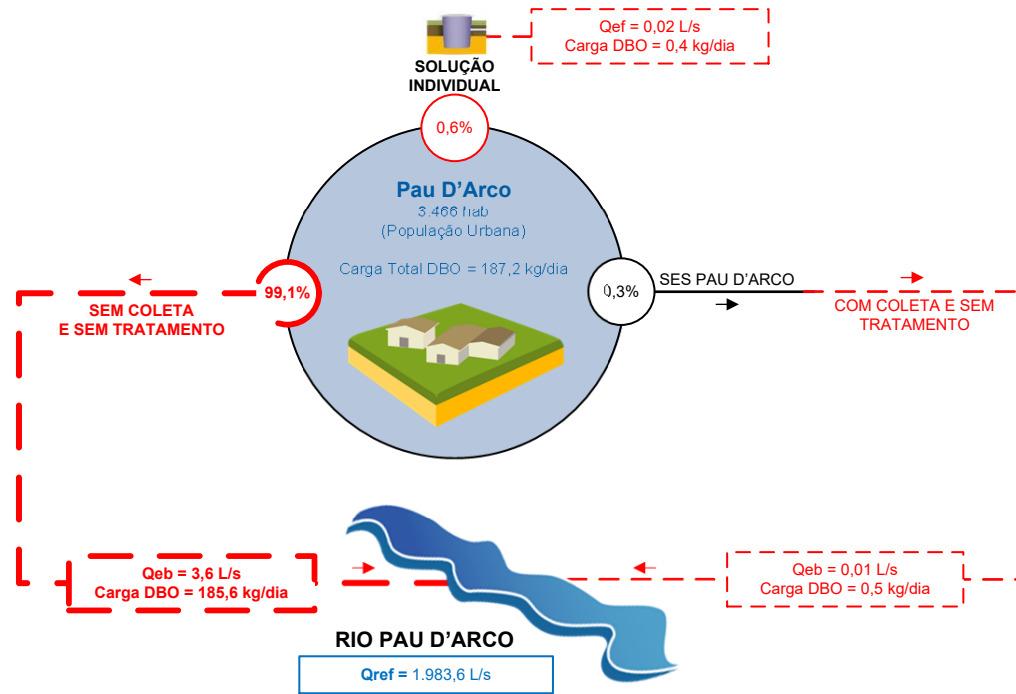 Qef = 0,02 L/s
Carga DBO = 0,4 kg/dia
SOLUÇÃO
INDIVIDUAL
0,6%
Pau D'Arco
3.466 hab
(População Urbana)
Carga Total DBO = 187,2 kg/dia
99,1%
0,3%
SES PAU D'ARCO
SEM COLETA
E SEM TRATAMENTO
COM COLETA E SEM
TRATAMENTO
Qeb = 3,6 L/s
Carga DBO = 185,6 kg/dia
Qeb = 0,01 L/s
Carga DBO = 0,5 kg/dia
RIO PAU D'ARCO
Qref = 1.983,6 L/s